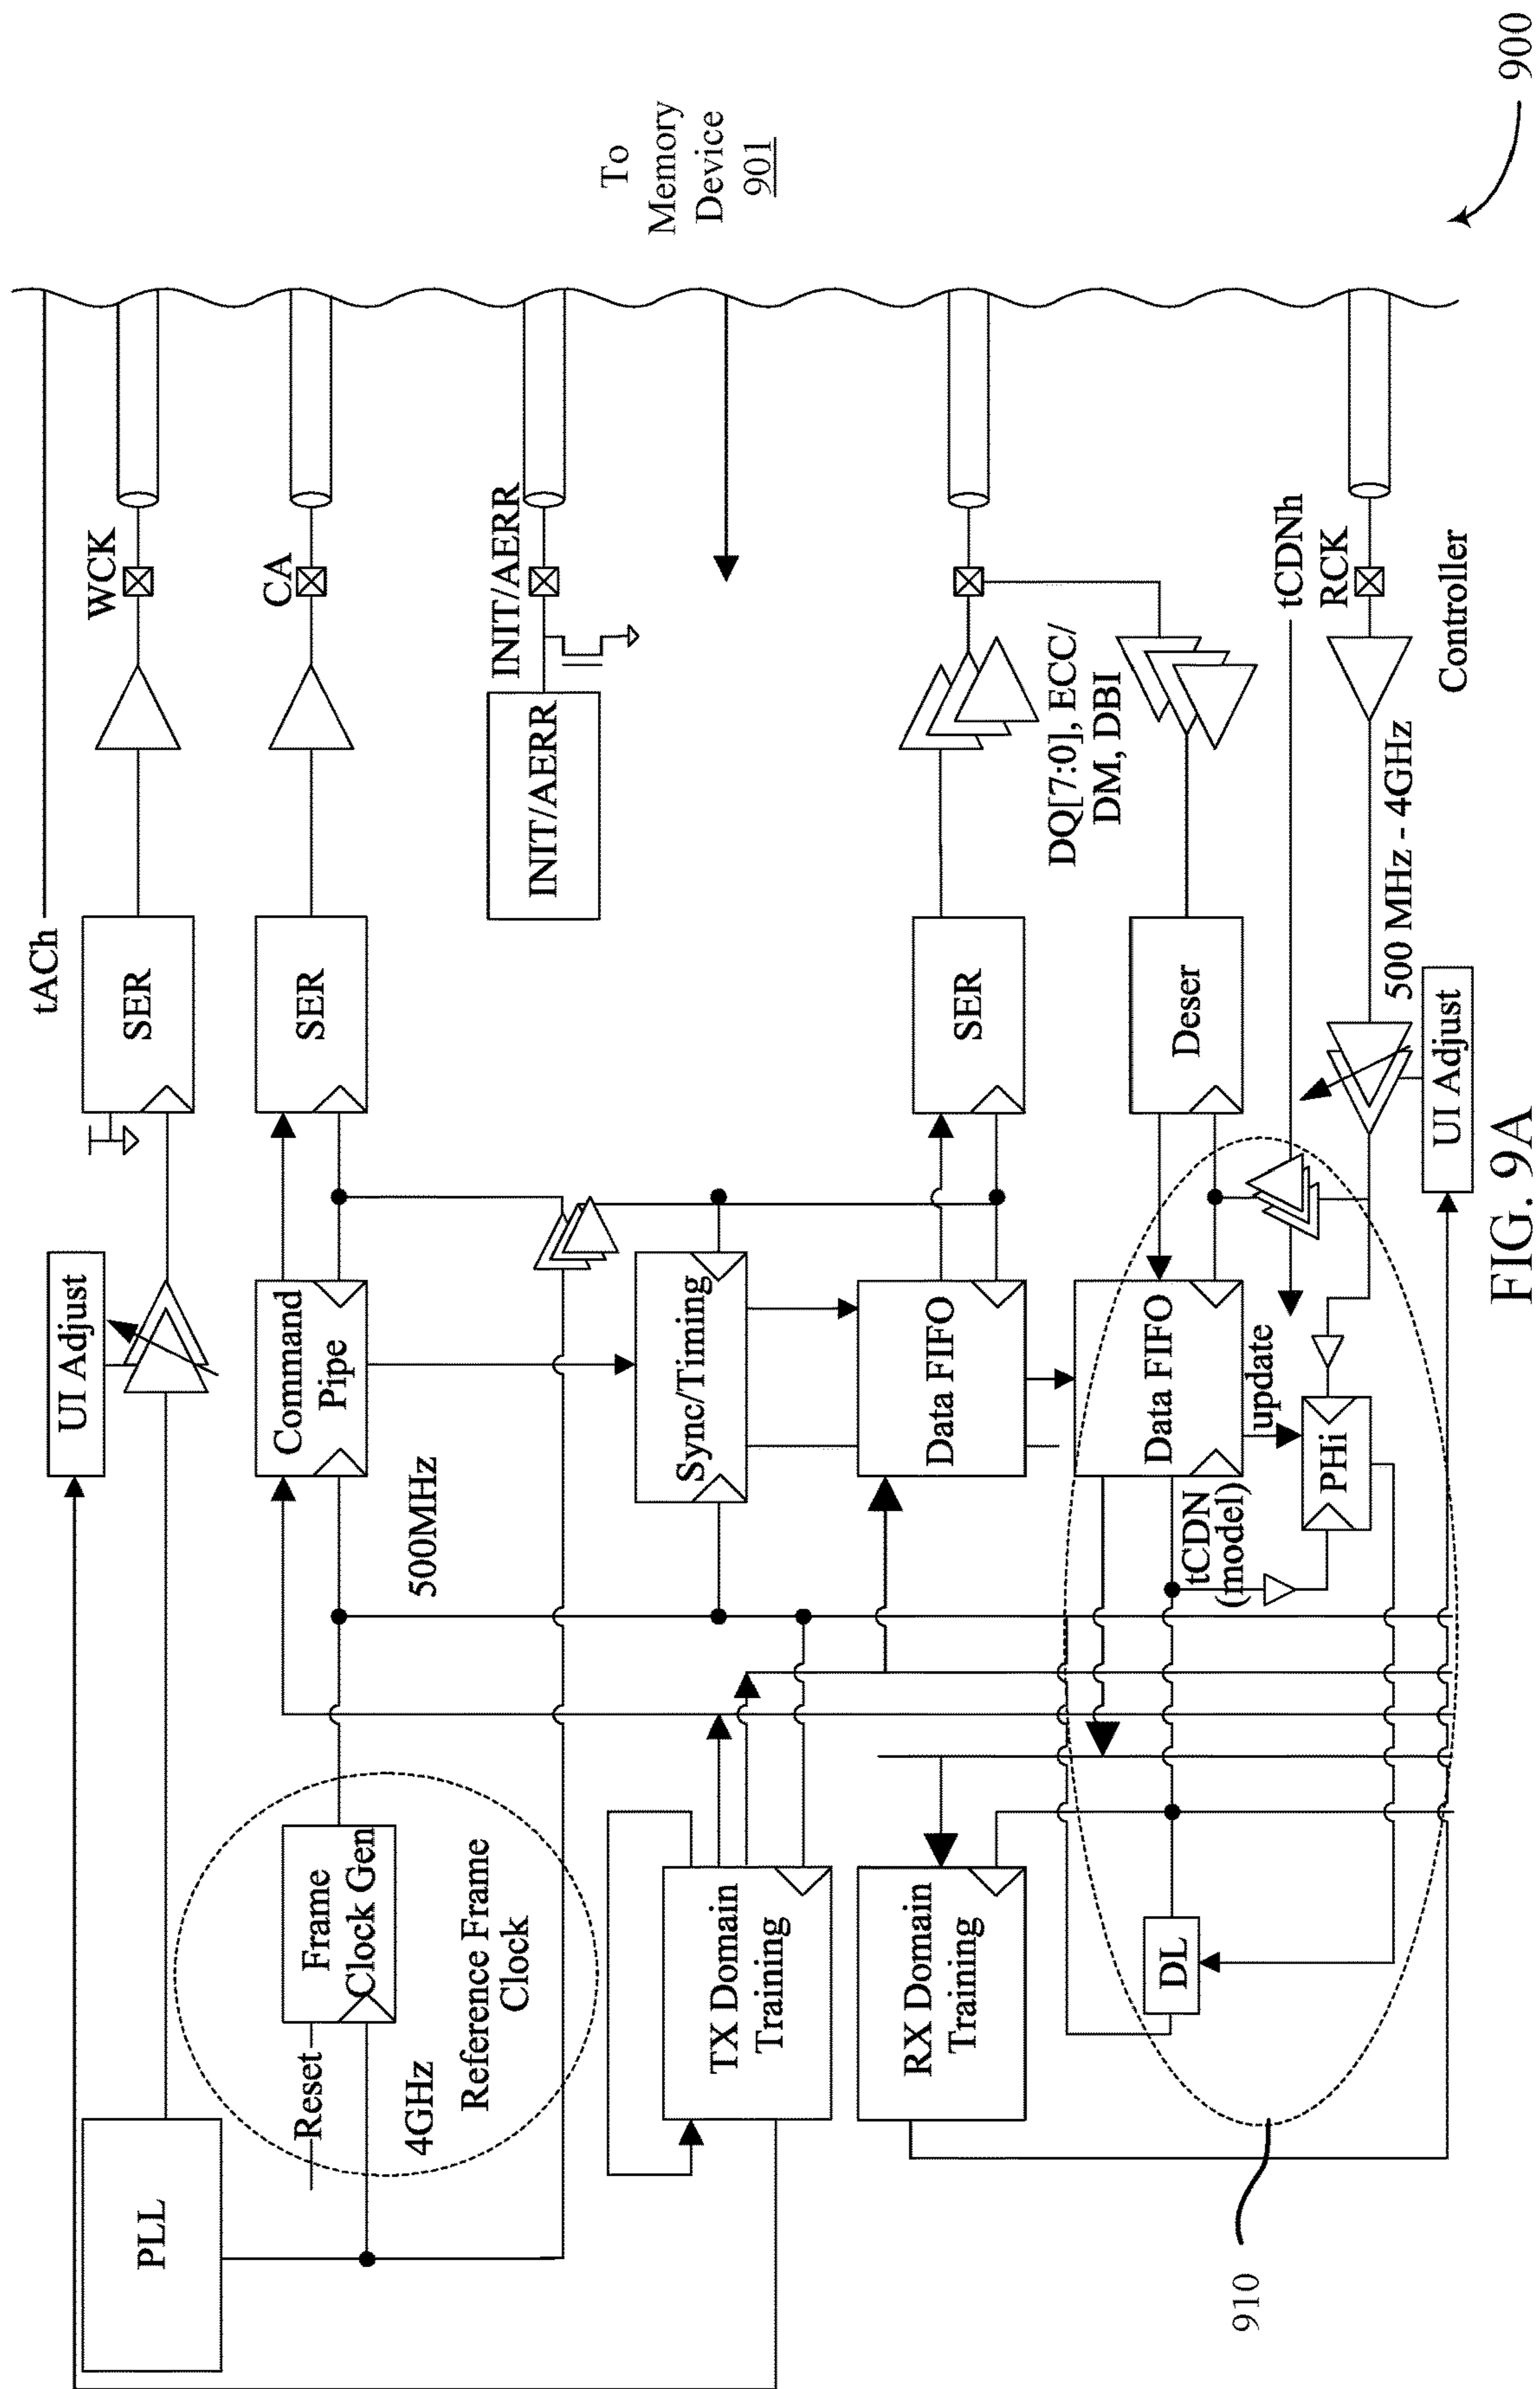 tACh
WCK
CA
INIT/AERR
To
Memory
Device
901
900
SER
SER
INIT/AERR
SER
DQ[7:0], ECC/
DM, DBI
Deser
tCDNh
RCK
Controller
500 MHz - 4GHz
UI Adjust
UI Adjust
Command
Pipe
500MHz
Sync/Timing
Data FIFO
Data FIFO
update
tCDN
(model)
PHi
PLL
Reset
Frame
Clock Gen
4GHz
Reference Frame
Clock
TX Domain
Training
RX Domain
Training
DL
910
FIG. 9A